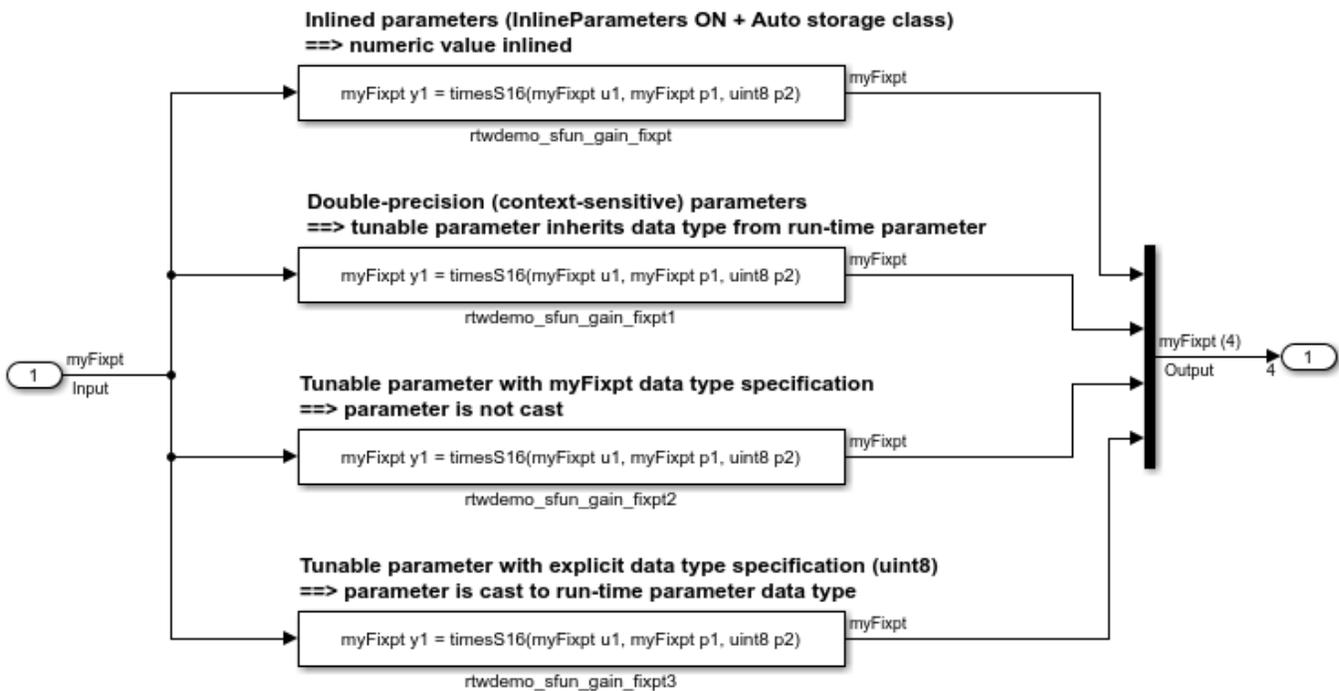 Inlined parameters (InlineParameters ON + Auto storage class)
==> numeric value inlined
myFixpt y1 = timesS16(myFixpt u1, myFixpt p1, uint8 p2)
myFixpt
rtwdemo_sfun_gain_fixpt
Double-precision (context-sensitive) parameters
==> tunable parameter inherits data type from run-time parameter
myFixpt y1 = timesS16(myFixpt u1, myFixpt p1, uint8 p2)
myFixpt
rtwdemo_sfun_gain_fixpt1
1
myFixpt
Input
Tunable parameter with myFixpt data type specification
==> parameter is not cast
myFixpt y1 = timesS16(myFixpt u1, myFixpt p1, uint8 p2)
myFixpt
rtwdemo_sfun_gain_fixpt2
myFixpt (4)
Output
4
1
Tunable parameter with explicit data type specification (uint8)
==> parameter is cast to run-time parameter data type
myFixpt y1 = timesS16(myFixpt u1, myFixpt p1, uint8 p2)
myFixpt
rtwdemo_sfun_gain_fixpt3